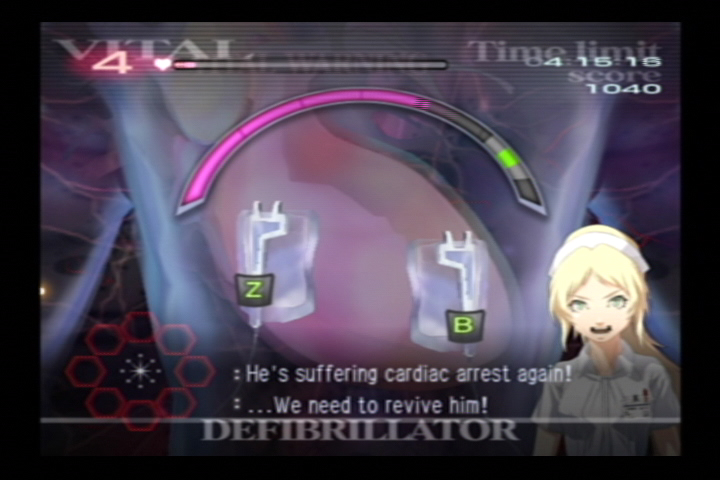 VITAL
4
WARNING
Time limit
04:15:15
score
1040
Z
B
: He's suffering cardiac arrest again!
: ...We need to revive him!
DEFIBRILLATOR